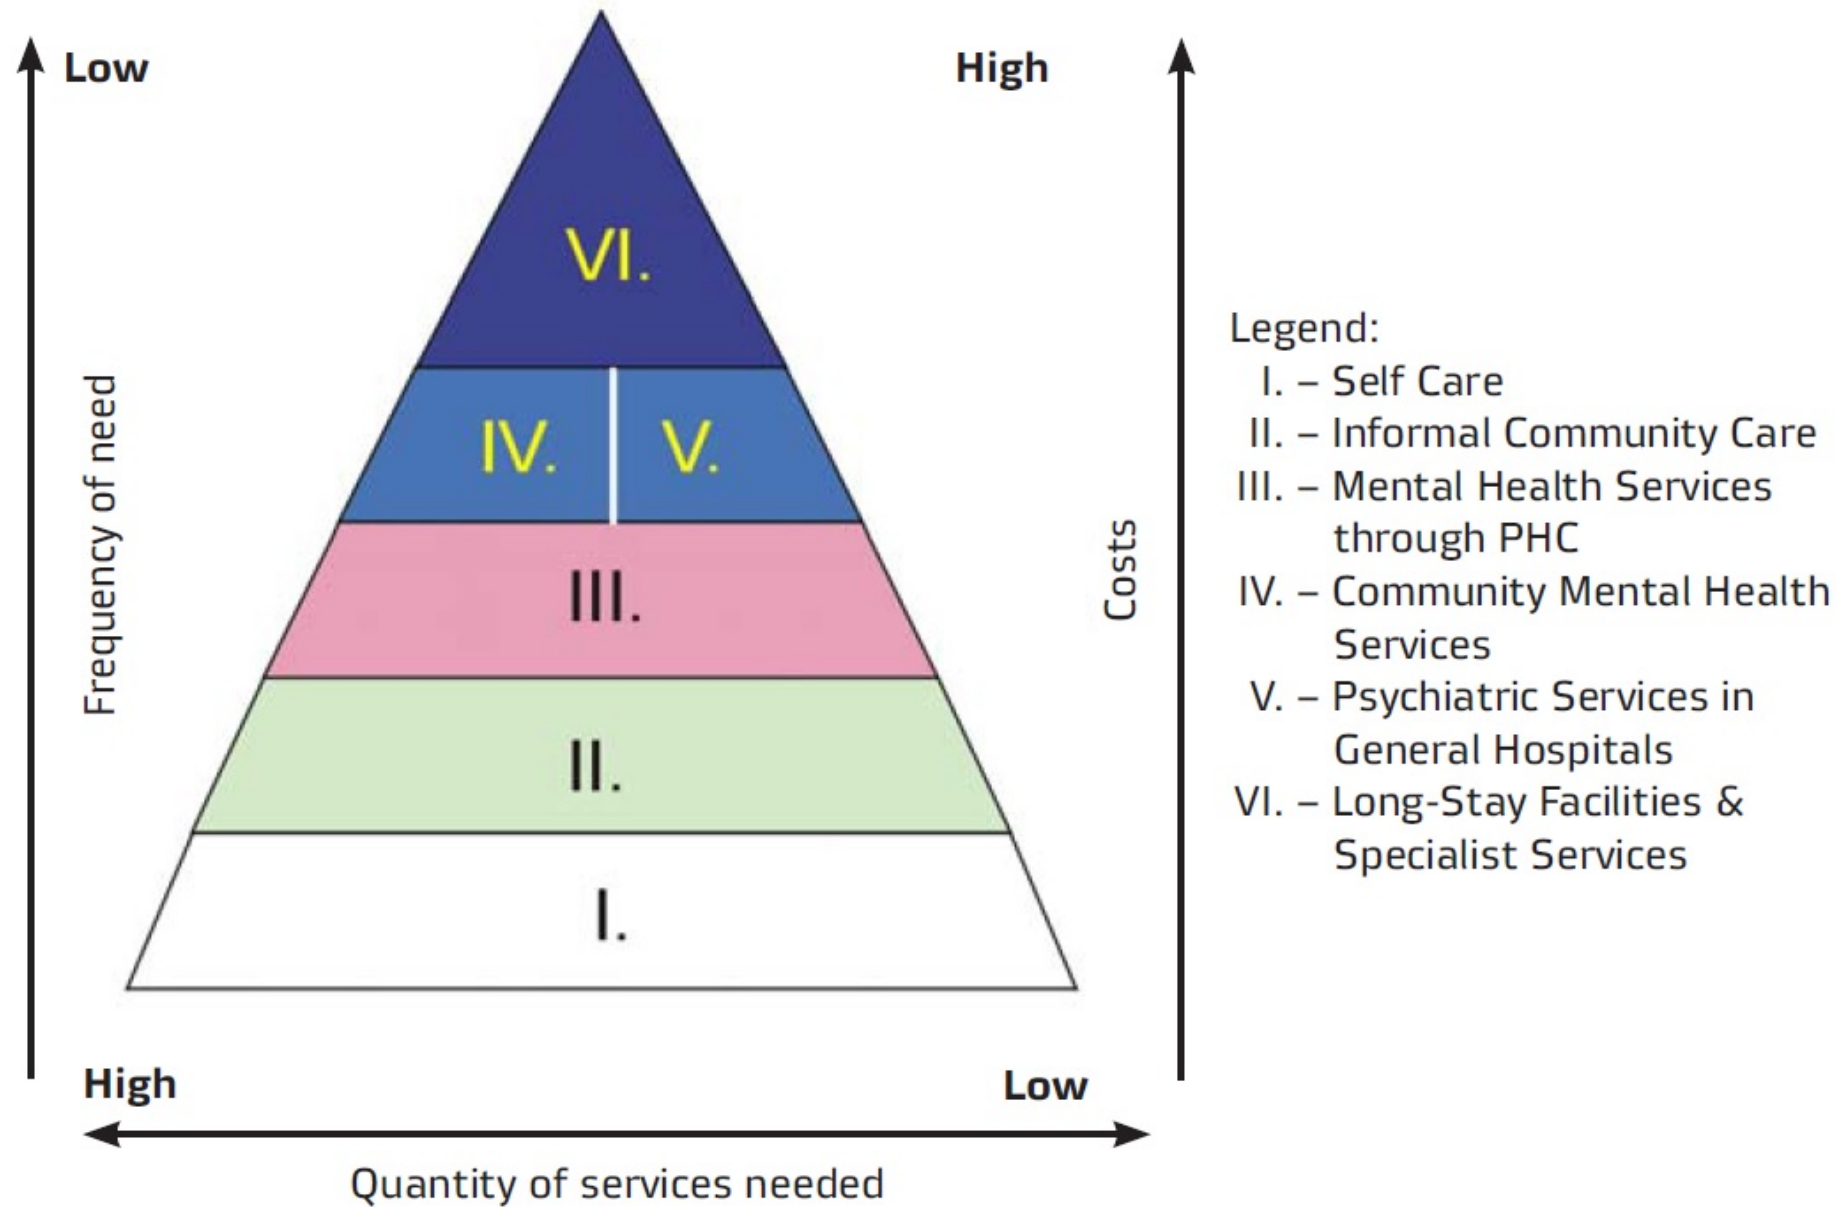 Low
High
VI.
Frequency of need
IV.
V.
III.
Costs
II.
I.
High
Low
Quantity of services needed
Legend:
I. – Self Care
II. – Informal Community Care
III. – Mental Health Services
through PHC
IV. – Community Mental Health
Services
V. – Psychiatric Services in
General Hospitals
VI. – Long-Stay Facilities &
Specialist Services